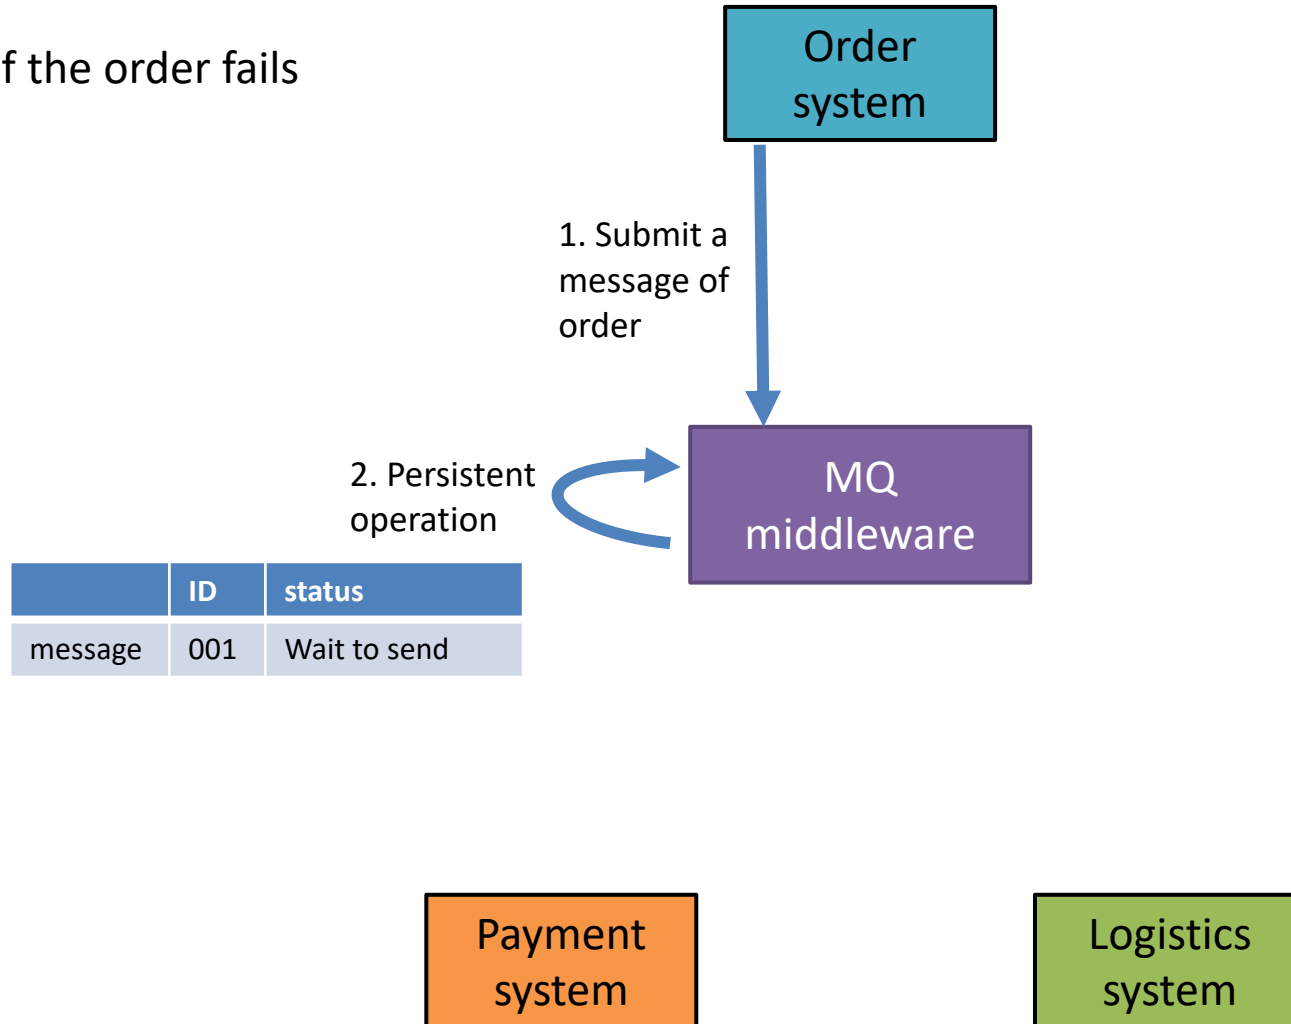 f the order fails
Order
system
1. Submit a
message of
order
2. Persistent
operation
MQ
middleware
ID status
message 001 Wait to send
Payment
system
Logistics
system